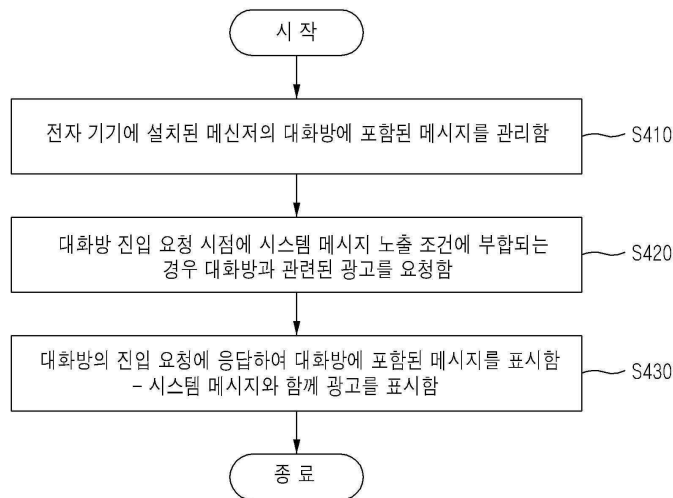 시 작
전자 기기에 설치된 메신저의 대화방에 포함된 메시지를 관리함
S410
대화방 진입 요청 시점에 시스템 메시지 노출 조건에 부합되는
경우 대화방과 관련된 광고를 요청함
S420
대화방의 진입 요청에 응답하여 대화방에 포함된 메시지를 표시함
– 시스템 메시지와 함께 광고를 표시함
S430
종 료